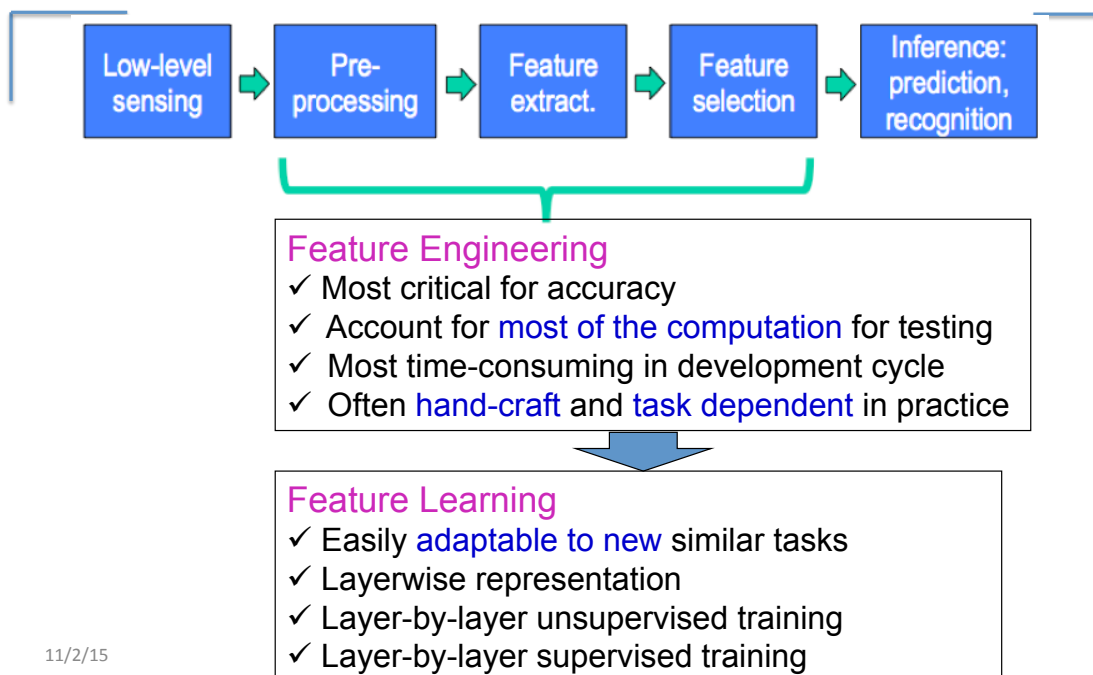 Low-level
sensing
Pre-
processing
Feature
extract.
Feature
selection
Inference:
prediction,
recognition
Feature Engineering
✓ Most critical for accuracy
✓ Account for most of the computation for testing
✓ Most time-consuming in development cycle
✓ Often hand-craft and task dependent in practice
Feature Learning
✓ Easily adaptable to new similar tasks
✓ Layerwise representation
✓ Layer-by-layer unsupervised training
✓ Layer-by-layer supervised training
11/2/15